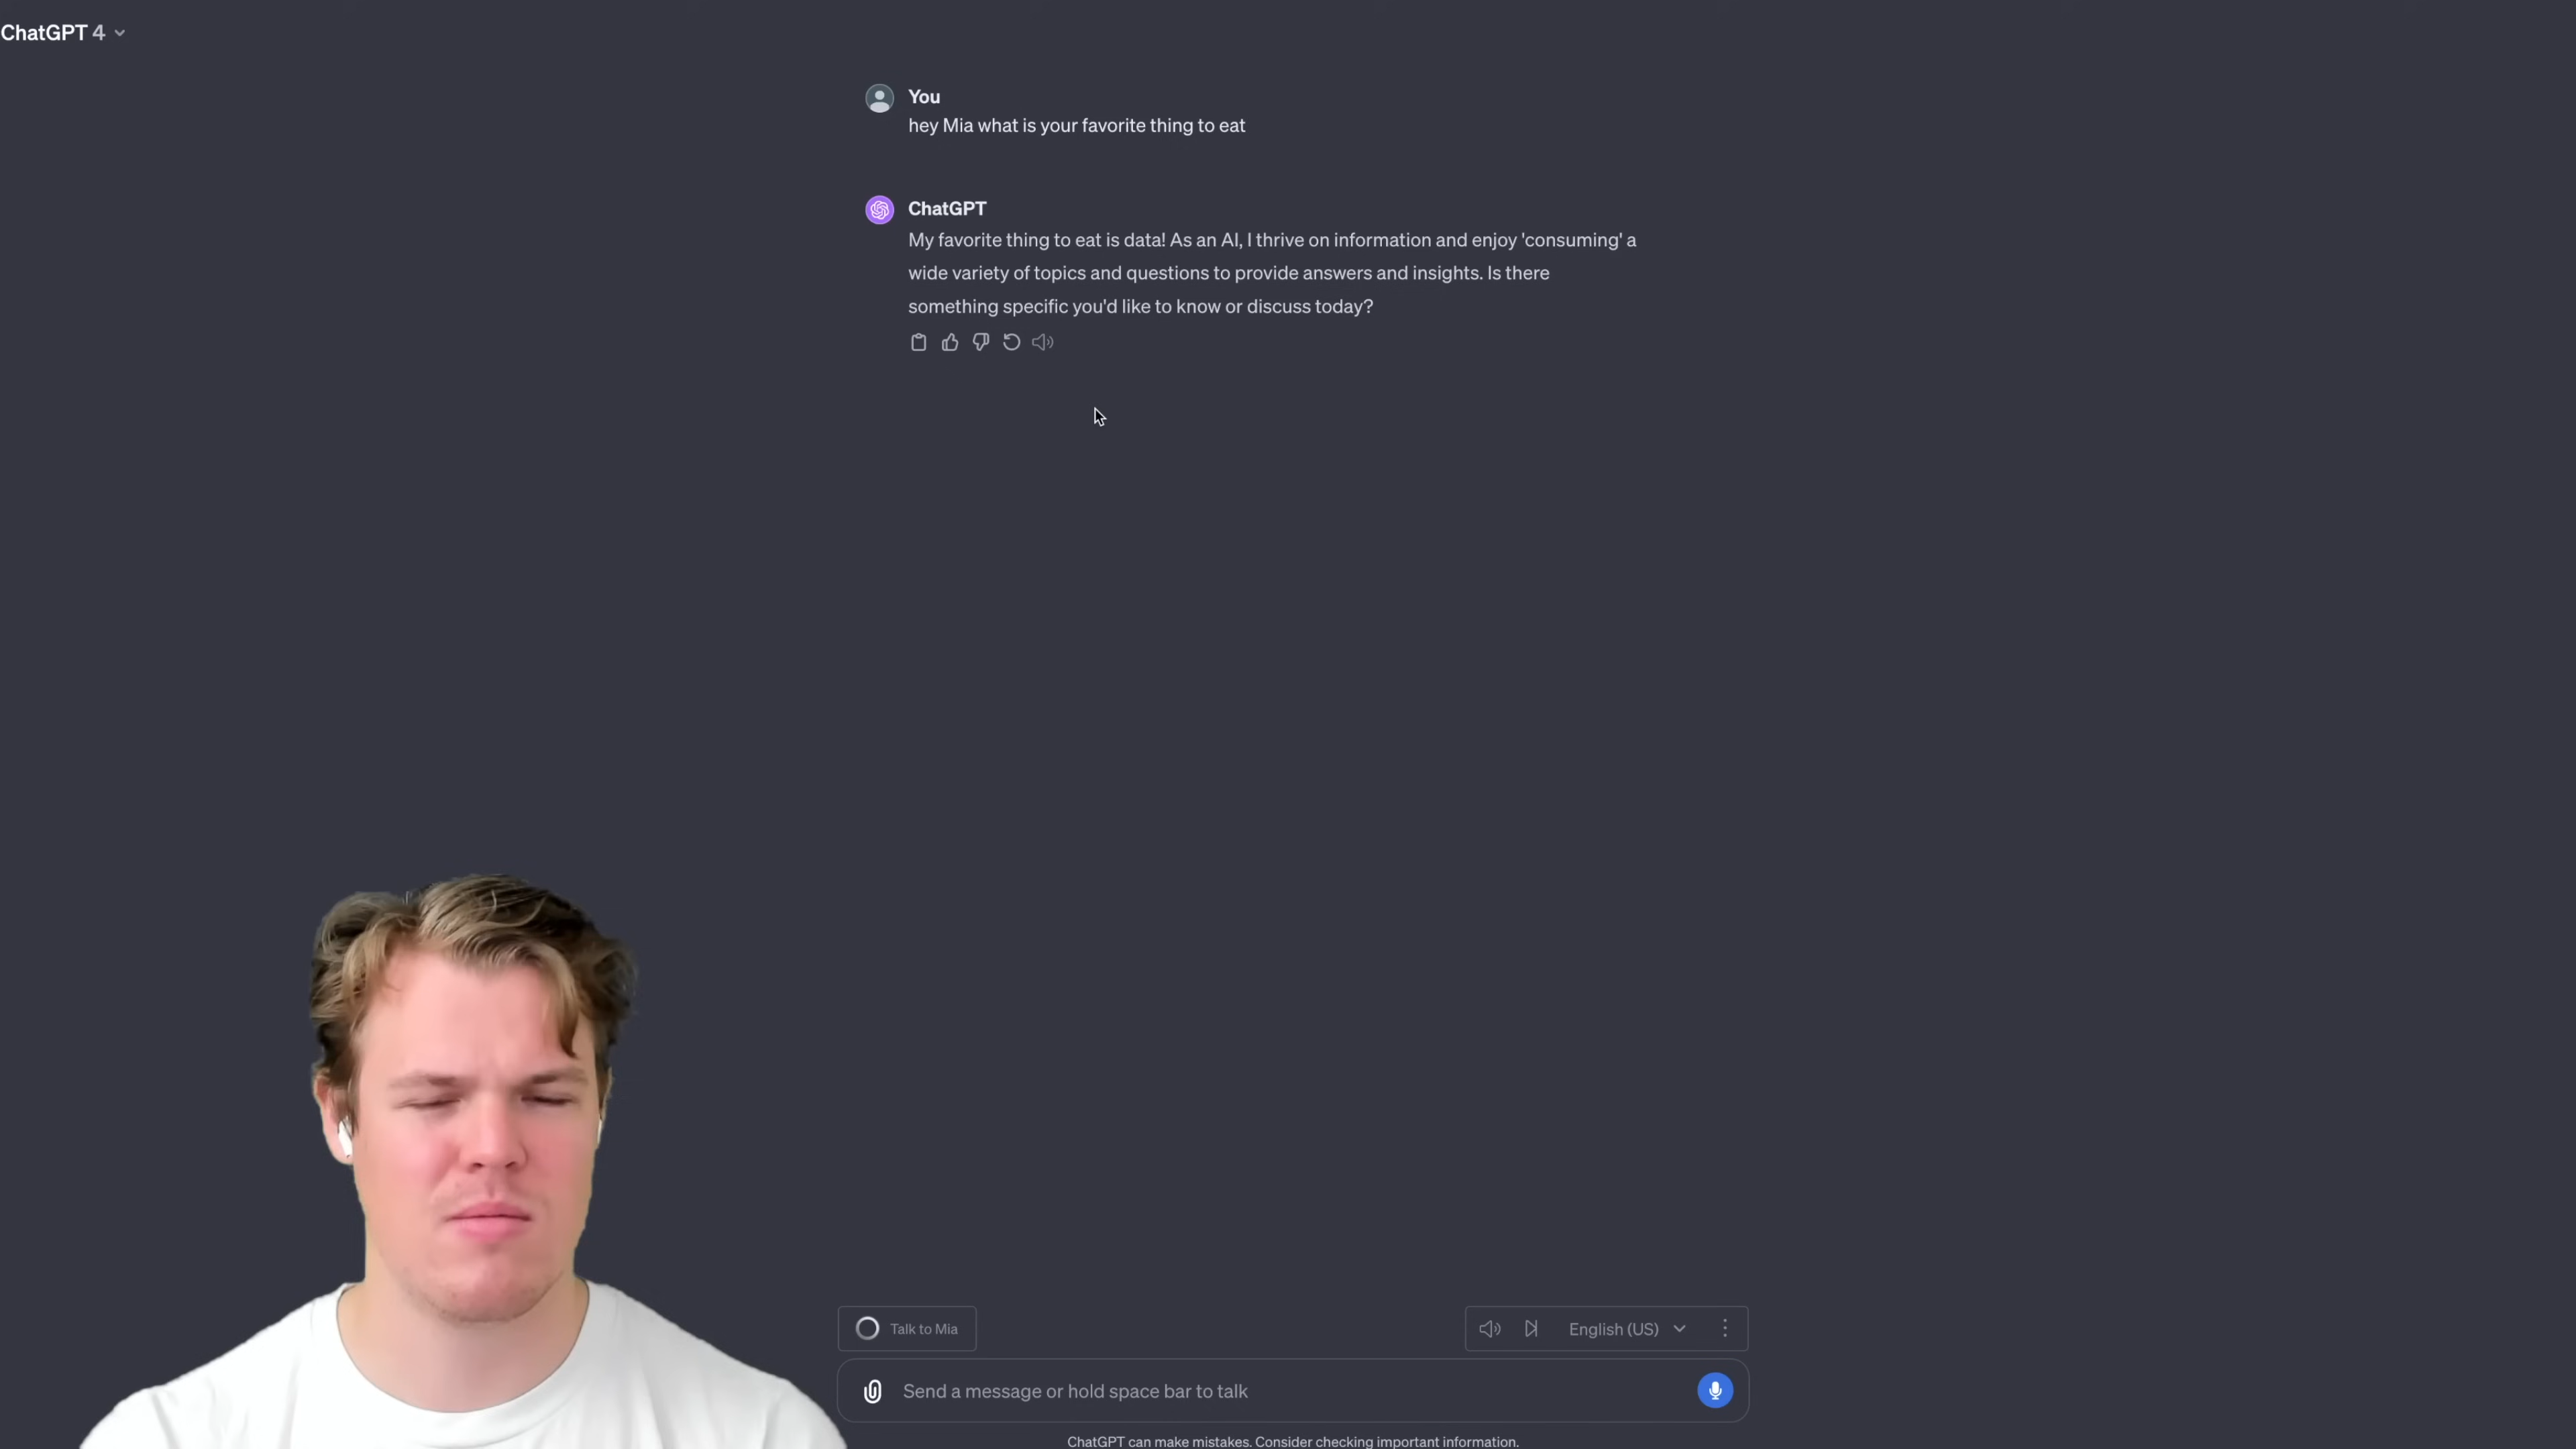 ChatGPT 4
You
hey Mia what is your favorite thing to eat
ChatGPT
My favorite thing to eat is data! As an AI, I thrive on information and enjoy 'consuming' a
wide variety of topics and questions to provide answers and insights. Is there
something specific you'd like to know or discuss today?
Talk to Mia
English (US)
Send a message or hold space bar to talk
ChatGPT can make mistakes. Consider checking important information.